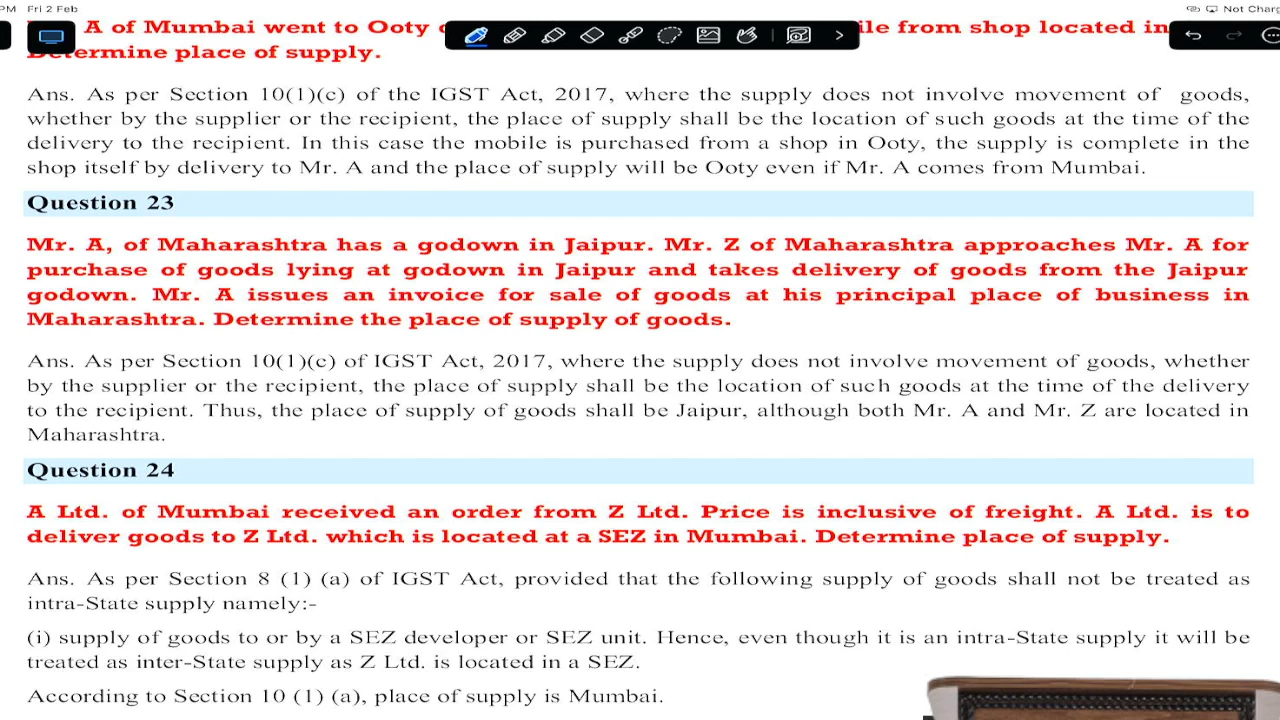 PM Fri 2 Feb
Not Charg
A of Mumbai went to Ooty
ile from shop located in
Determine place of supply.
Ans. As per Section 10(1)(c) of the IGST Act, 2017, where the supply does not involve movement of goods,
whether by the supplier or the recipient, the place of supply shall be the location of such goods at the time of the
delivery to the recipient. In this case the mobile is purchased from a shop in Ooty, the supply is complete in the
shop itself by delivery to Mr. A and the place of supply will be Ooty even if Mr. A comes from Mumbai.
Question 23
Mr. A, of Maharashtra has a godown in Jaipur. Mr. Z of Maharashtra approaches Mr. A for
purchase of goods lying at godown in Jaipur and takes delivery of goods from the Jaipur
godown. Mr. A issues an invoice for sale of goods at his principal place of business in
Maharashtra. Determine the place of supply of goods.
Ans. As per Section 10(1)(c) of IGST Act, 2017, where the supply does not involve movement of goods, whether
by the supplier or the recipient, the place of supply shall be the location of such goods at the time of the delivery
to the recipient. Thus, the place of supply of goods shall be Jaipur, although both Mr. A and Mr. Z are located in
Maharashtra.
Question 24
A Ltd. of Mumbai received an order from Z Ltd. Price is inclusive of freight. A Ltd. is to
deliver goods to Z Ltd. which is located at a SEZ in Mumbai. Determine place of supply.
Ans. As per Section 8 (1) (a) of IGST Act, provided that the following supply of goods shall not be treated as
intra-State supply namely:-
(i) supply of goods to or by a SEZ developer or SEZ unit. Hence, even though it is an intra-State supply it will be
treated as inter-State supply as Z Ltd. is located in a SEZ.
According to Section 10 (1) (a), place of supply is Mumbai.